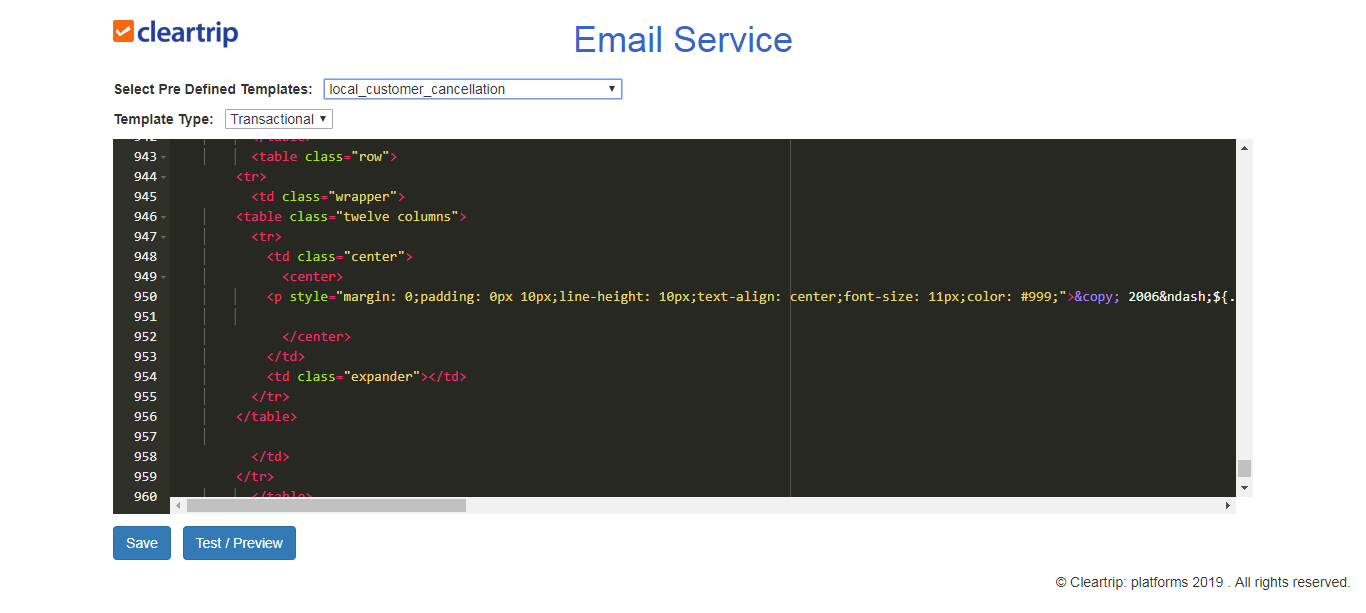 cleartrip
Email Service
Select Pre Defined Templates: local_customer_cancellation
Template Type: Transactional
942 </table>
943 <table class="row">
944 <tr>
945 <td class="wrapper">
946 <table class="twelve columns">
947 <tr>
948 <td class="center">
949 <center>
950 <p style="margin: 0;padding: 0px 10px;line-height: 10px;text-align: center;font-size: 11px;color: #999;">&copy; 2006&ndash;${.
951
952 </center>
953 </td>
954 <td class="expander"></td>
955 </tr>
956 </table>
957
958 </td>
959 </tr>
960 </table>
Save Test / Preview
© Cleartrip: platforms 2019 . All rights reserved.